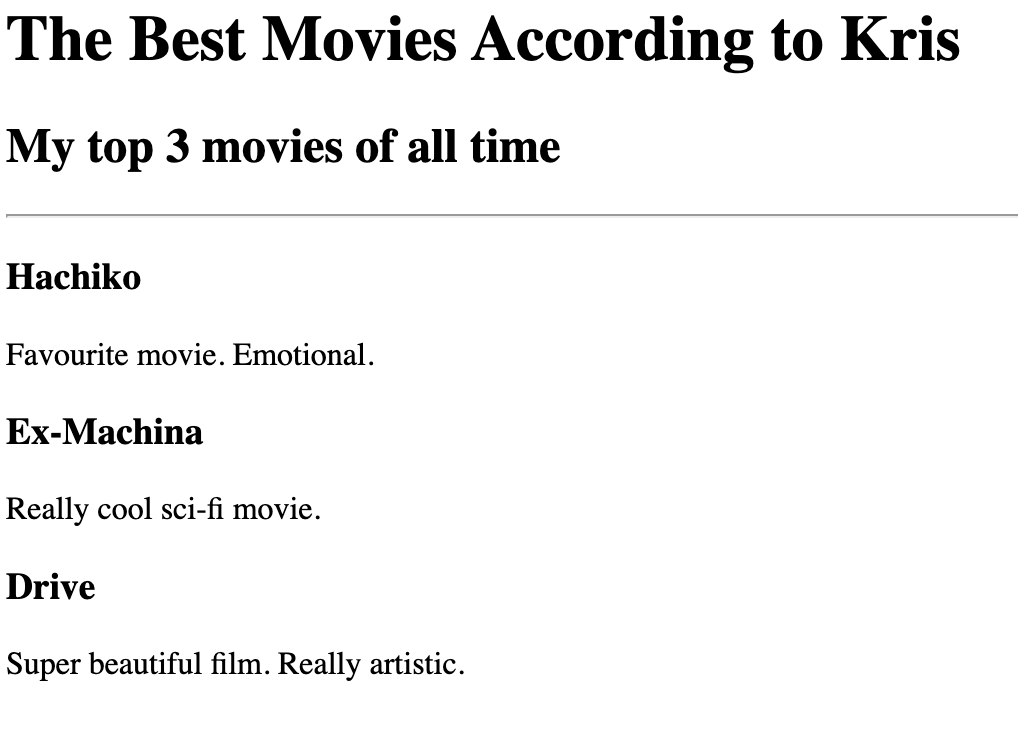 The Best Movies According to Kris
My top 3 movies of all time
Hachiko
Favourite movie. Emotional.
Ex-Machina
Really cool sci-fi movie.
Drive
Super beautiful film. Really artistic.